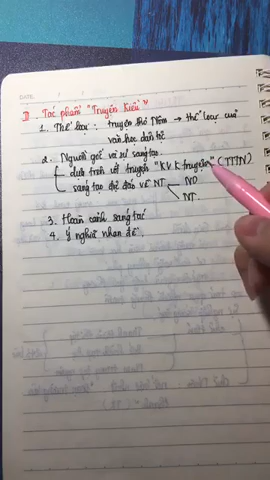 II. Tác phẩm "Truyện Kiều"
1. Thể loại : truyện thơ Nôm → thể loại của
văn học dân tộc
2. Nguồn gốc và sự sáng tạo
dựa trên cốt truyện "KVK truyện" (TTTN)
sáng tạo độc đáo về NT ND
NT.
3. Hoàn cảnh sáng tác
4. Ý nghĩa nhan đề.